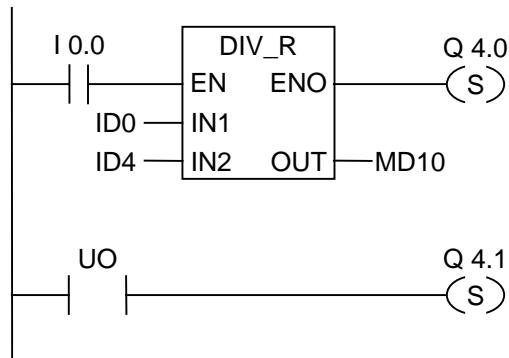 I 0.0 DIV_R Q 4.0
EN ENO S
ID0 IN1
ID4 IN2 OUT MD10
UO Q 4.1
S